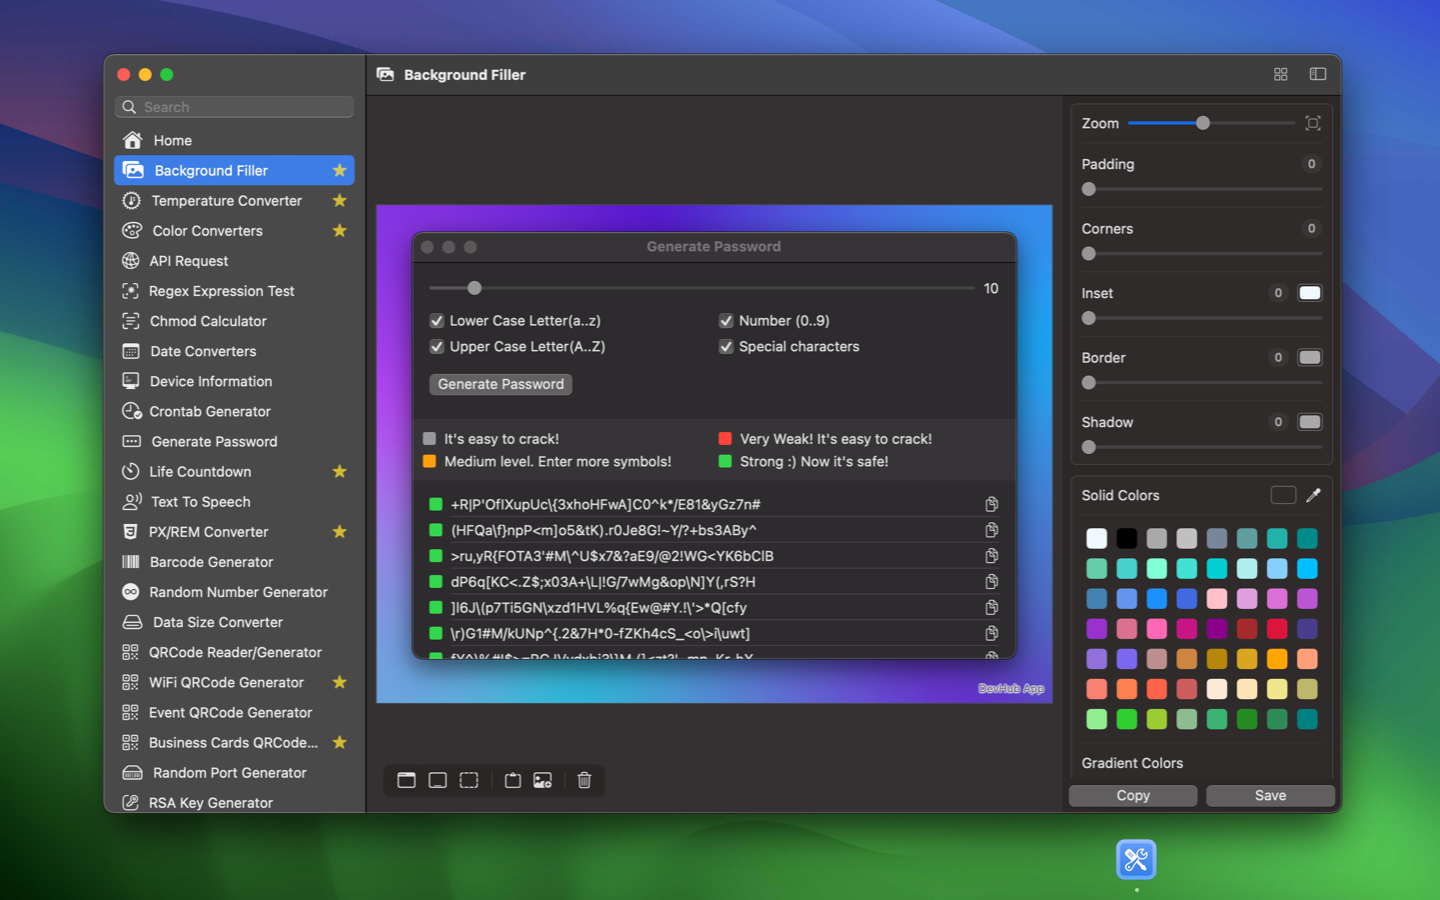 Background Filler
Search
Home
Background Filler
Temperature Converter
Color Converters
API Request
Regex Expression Test
Chmod Calculator
Date Converters
Device Information
Crontab Generator
Generate Password
Life Countdown
Text To Speech
PX/REM Converter
Barcode Generator
Random Number Generator
Data Size Converter
QRCode Reader/Generator
WiFi QRCode Generator
Event QRCode Generator
Business Cards QRCode...
Random Port Generator
RSA Key Generator
Generate Password
10
Lower Case Letter(a..z)
Number (0..9)
Upper Case Letter(A..Z)
Special characters
Generate Password
It's easy to crack!
Very Weak! It's easy to crack!
Medium level. Enter more symbols!
Strong :) Now it's safe!
+R|P'OfIXupUc\{3xhoHFwA]C0^k*/E81&yGz7n#
(HFQa\f}npP<m]o5&tK).r0Je8G!~Y/?+bs3ABy^
>ru,yR{FOTA3'#M\^U$x7&?aE9/@2!WG<YK6bClB
dP6q[KC<.Z$;x03A+\L|!G/7wMg&op\N]Y(,rS?H
]l6J\(p7Ti5GN\xzd1HVL%q{Ew@#Y.!\'>*Q[cfy
\r)G1#M/kUNp^{.2&7H*0-fZKh4cS_<o\>i\uwt]
DevHub App
Zoom
Padding 0
Corners 0
Inset 0
Border 0
Shadow 0
Solid Colors
Gradient Colors
Copy
Save